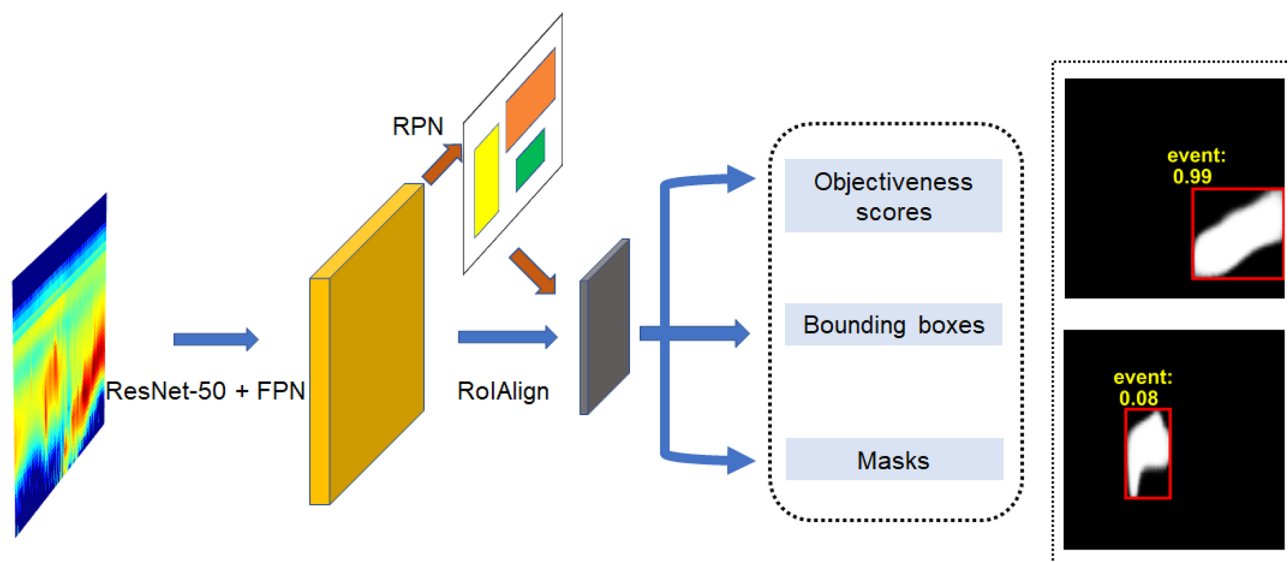 RPN
ResNet-50 + FPN
RoIAlign
Objectiveness
scores
Bounding boxes
Masks
event:
0.99
event:
0.08